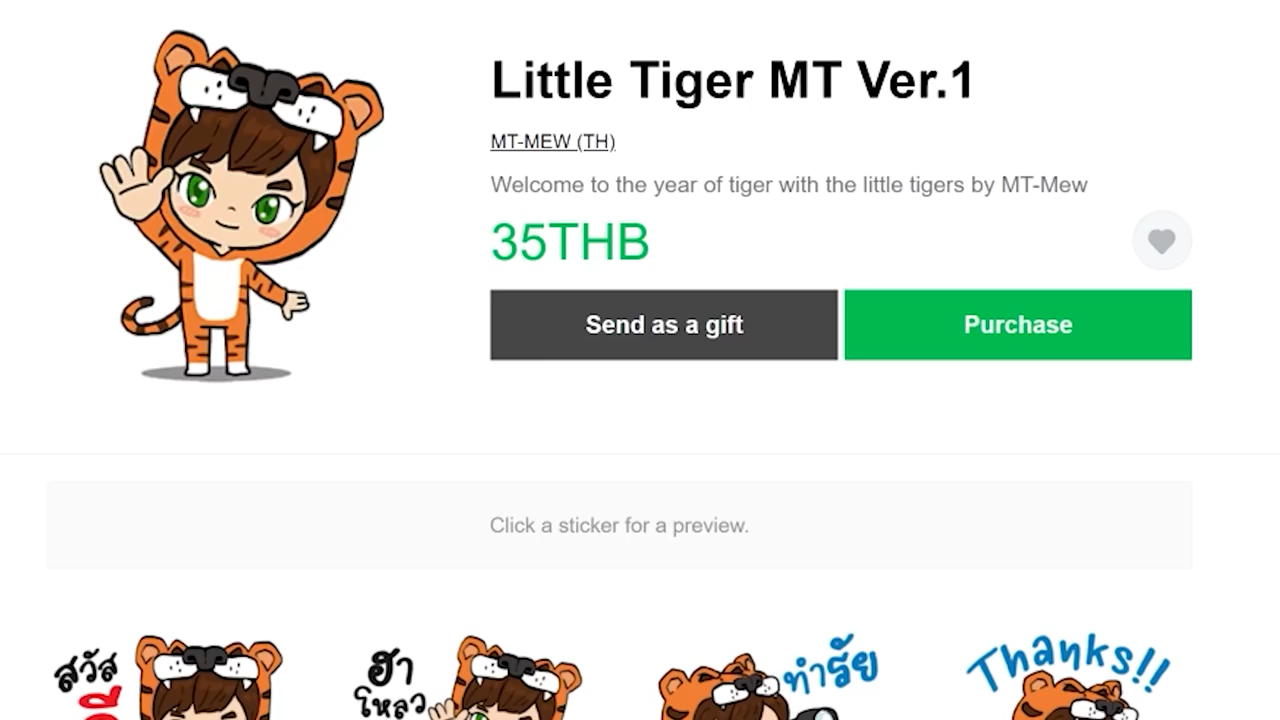 Little Tiger MT Ver.1
MT-MEW (TH)
Welcome to the year of tiger with the little tigers by MT-Mew
35THB
Send as a gift
Purchase
Click a sticker for a preview.
สวัส
ฮา
โหลว
ทำรัย
Thanks!!